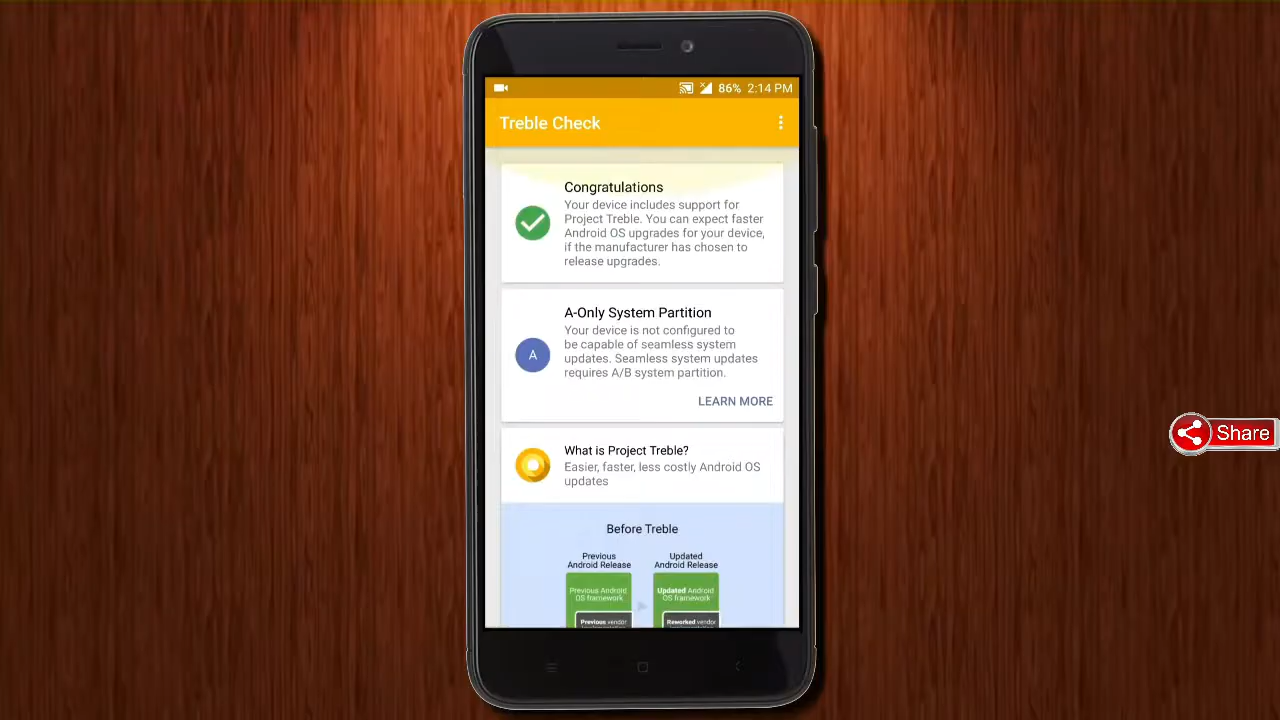 86% 2:14 PM
Treble Check
Congratulations
Your device includes support for
Project Treble. You can expect faster
Android OS upgrades for your device,
if the manufacturer has chosen to
release upgrades.
A-Only System Partition
A
Your device is not configured to
be capable of seamless system
updates. Seamless system updates
requires A/B system partition.
LEARN MORE
What is Project Treble?
Easier, faster, less costly Android OS
updates
Before Treble
Previous
Android Release
Updated
Android Release
Previous Android
OS framework
Updated Android
OS framework
Previous vendor
Reworked vendor
Share